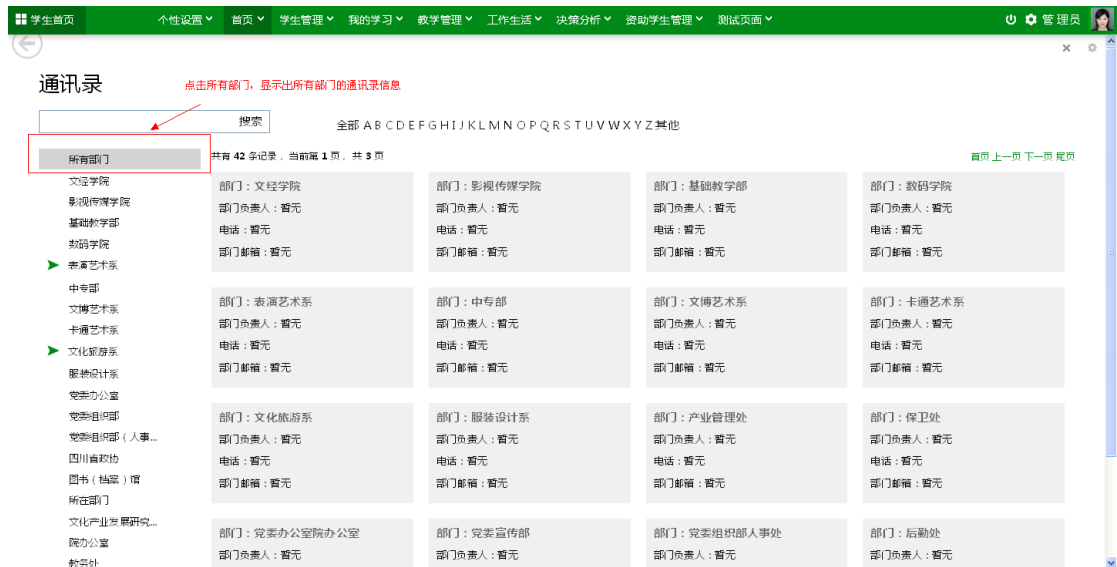 学生首页 个性设置 首页 学生管理 我的学习 教学管理 工作生活 决策分析 资助学生管理 测试页面 管理员
通讯录
点击所有部门，显示出所有部门的通讯录信息
搜索 全部 A B C D E F G H I J K L M N O P Q R S T U V W X Y Z 其他
所有部门 共有 42 条记录，当前第 1 页，共 3 页 首页 上一页 下一页 尾页
文经学院
影视传媒学院
基础教学部
数码学院
表演艺术系
中专部
文博艺术系
卡通艺术系
文化旅游系
服装设计系
党委办公室
党委组织部
党委组织部（人事...
四川省政协
图书（档案）馆
所在部门
文化产业发展研究...
院办公室
教务处
部门：文经学院 部门：影视传媒学院 部门：基础教学部 部门：数码学院
部门负责人：暂无 部门负责人：暂无 部门负责人：暂无 部门负责人：暂无
电话：暂无 电话：暂无 电话：暂无 电话：暂无
部门邮箱：暂无 部门邮箱：暂无 部门邮箱：暂无 部门邮箱：暂无
部门：表演艺术系 部门：中专部 部门：文博艺术系 部门：卡通艺术系
部门负责人：暂无 部门负责人：暂无 部门负责人：暂无 部门负责人：暂无
电话：暂无 电话：暂无 电话：暂无 电话：暂无
部门邮箱：暂无 部门邮箱：暂无 部门邮箱：暂无 部门邮箱：暂无
部门：文化旅游系 部门：服装设计系 部门：产业管理处 部门：保卫处
部门负责人：暂无 部门负责人：暂无 部门负责人：暂无 部门负责人：暂无
电话：暂无 电话：暂无 电话：暂无 电话：暂无
部门邮箱：暂无 部门邮箱：暂无 部门邮箱：暂无 部门邮箱：暂无
部门：党委办公室院办公室 部门：党委宣传部 部门：党委组织部人事处 部门：后勤处
部门负责人：暂无 部门负责人：暂无 部门负责人：暂无 部门负责人：暂无